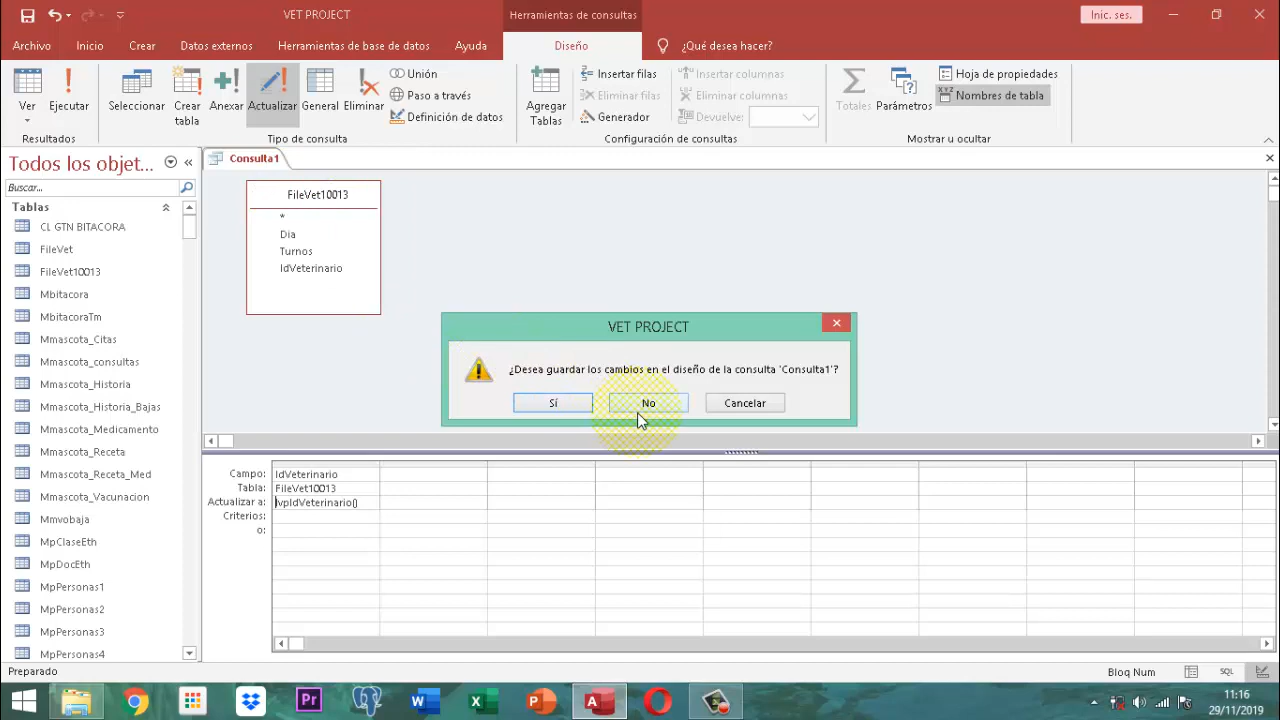 VET PROJECT
Herramientas de consultas
Inic. ses.
Archivo
Inicio
Crear
Datos externos
Herramientas de base de datos
Ayuda
Diseño
¿Qué desea hacer?
Ver
Ejecutar
Seleccionar
Crear tabla
Anexar
Actualizar
General
Eliminar
Unión
Paso a través
Definición de datos
Agregar Tablas
Insertar filas
Eliminar filas
Generador
Insertar columnas
Eliminar columnas
Devuelve:
Totales
Parámetros
Hoja de propiedades
XYZ Nombres de tabla
Resultados
Tipo de consulta
Configuración de consultas
Mostrar u ocultar
Todos los objet... «
Buscar...
Tablas
CL GTN BITACORA
FileVet
FileVet10013
Mbitacora
MbitacoraTm
Mmascota_Citas
Mmascota_consultas
Mmascota_Historia
Mmascota_Historia_Bajas
Mmascota_Medicamento
Mmascota_Receta
Mmascota_Receta_Med
Mmascota_Vacunacion
Mmvobaja
MpClaseEth
MpDocEth
MpPersonas1
MpPersonas2
MpPersonas3
MpPersonas4
Consulta1
FileVet10013
*
Dia
Turnos
IdVeterinario
VET PROJECT
¿Desea guardar los cambios en el diseño de la consulta 'Consulta1'?
Sí
No
Cancelar
Campo: IdVeterinario
Tabla: FileVet10013
Actualizar a: lvpIdVeterinario()
Criterios:
o:
Preparado
Bloq Num
SQL
Pr
11:16
29/11/2019